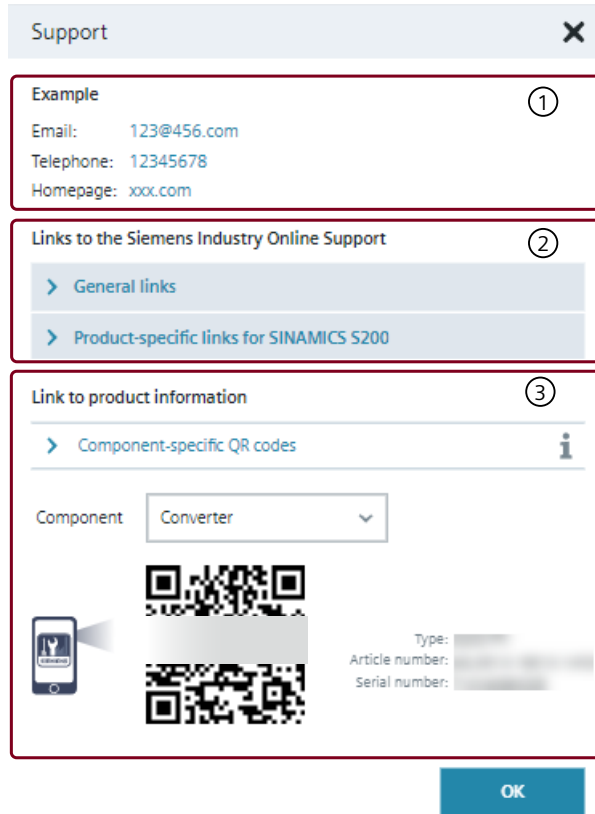 Support
Example
1
Email: 123@456.com
Telephone: 12345678
Homepage: xxx.com
Links to the Siemens Industry Online Support
2
General links
Product-specific links for SINAMICS S200
Link to product information
3
Component-specific QR codes
Component Converter
SIEMENS
Type:
Article number:
Serial number:
OK